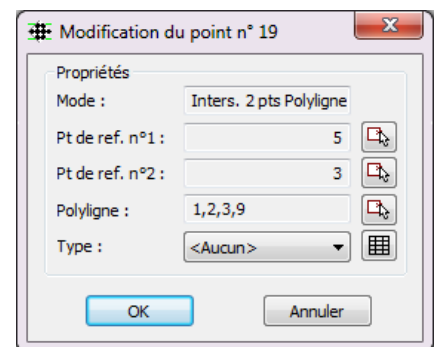 Modification du point n° 19
Propriétés
Mode : Inters. 2 pts Polyligne
Pt de ref. n°1 : 5
Pt de ref. n°2 : 3
Polyligne : 1,2,3,9
Type : <Aucun>
OK Annuler